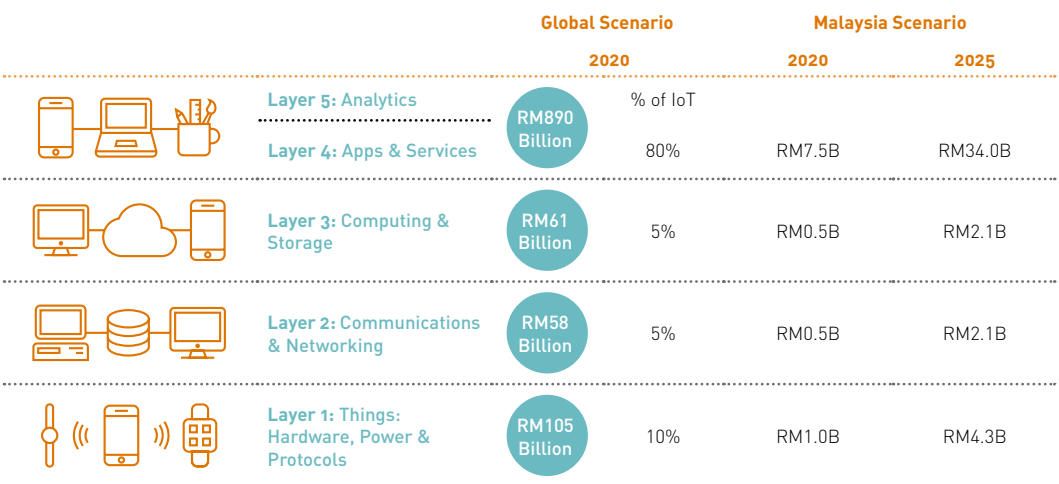 Global Scenario Malaysia Scenario
2020 2020 2025
Layer 5: Analytics
% of IoT
RM890
Billion
Layer 4: Apps & Services
80% RM7.5B RM34.0B
Layer 3: Computing &
Storage
RM61
Billion
5% RM0.5B RM2.1B
Layer 2: Communications
& Networking
RM58
Billion
5% RM0.5B RM2.1B
Layer 1: Things:
Hardware, Power &
Protocols
RM105
Billion
10% RM1.0B RM4.3B